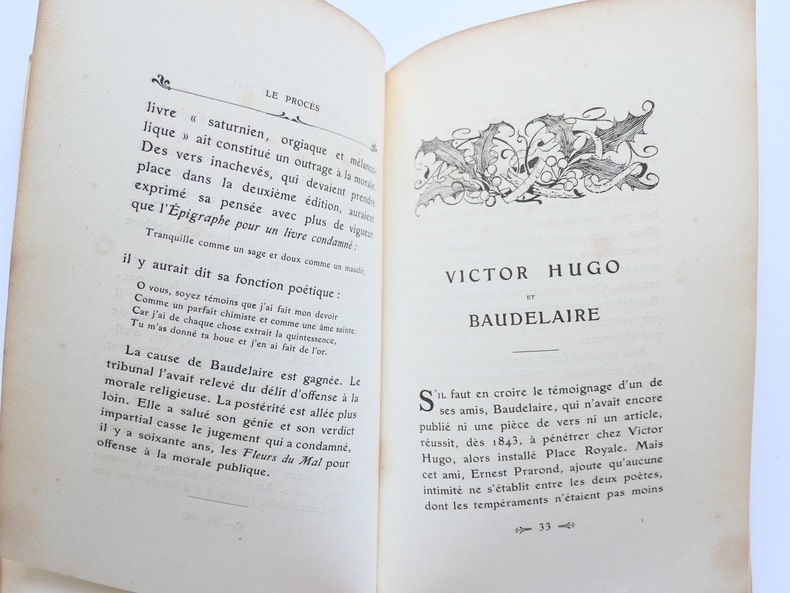 LE PROCÈS
livre « saturnien, orgiaque et mélanco-
lique » ait constitué un outrage à la morale.
Des vers inachevés, qui devaient prendre
place dans la deuxième édition, auraient
exprimé sa pensée avec plus de vigueur
que l'Épigraphe pour un livre condamné :
Tranquille comme un sage et doux comme un maudit,
il y aurait dit sa fonction poétique :
O vous, soyez témoins que j'ai fait mon devoir
Comme un parfait chimiste et comme une âme sainte.
Car j'ai de chaque chose extrait la quintessence,
Tu m'as donné ta boue et j'en ai fait de l'or.
La cause de Baudelaire est gagnée. Le
tribunal l'avait relevé du délit d'offense à la
morale religieuse. La postérité est allée plus
loin. Elle a salué son génie et son verdict
impartial casse le jugement qui a condamné,
il y a soixante ans, les Fleurs du Mal pour
offense à la morale publique.
VICTOR HUGO
ET
BAUDELAIRE
S'IL faut en croire le témoignage d'un de
ses amis, Baudelaire, qui n'avait encore
publié ni une pièce de vers ni un article,
réussit, dès 1843, à pénétrer chez Victor
Hugo, alors installé Place Royale. Mais
cet ami, Ernest Prarond, ajoute qu'aucune
intimité ne s'établit entre les deux poètes,
dont les tempéraments n'étaient pas moins
33